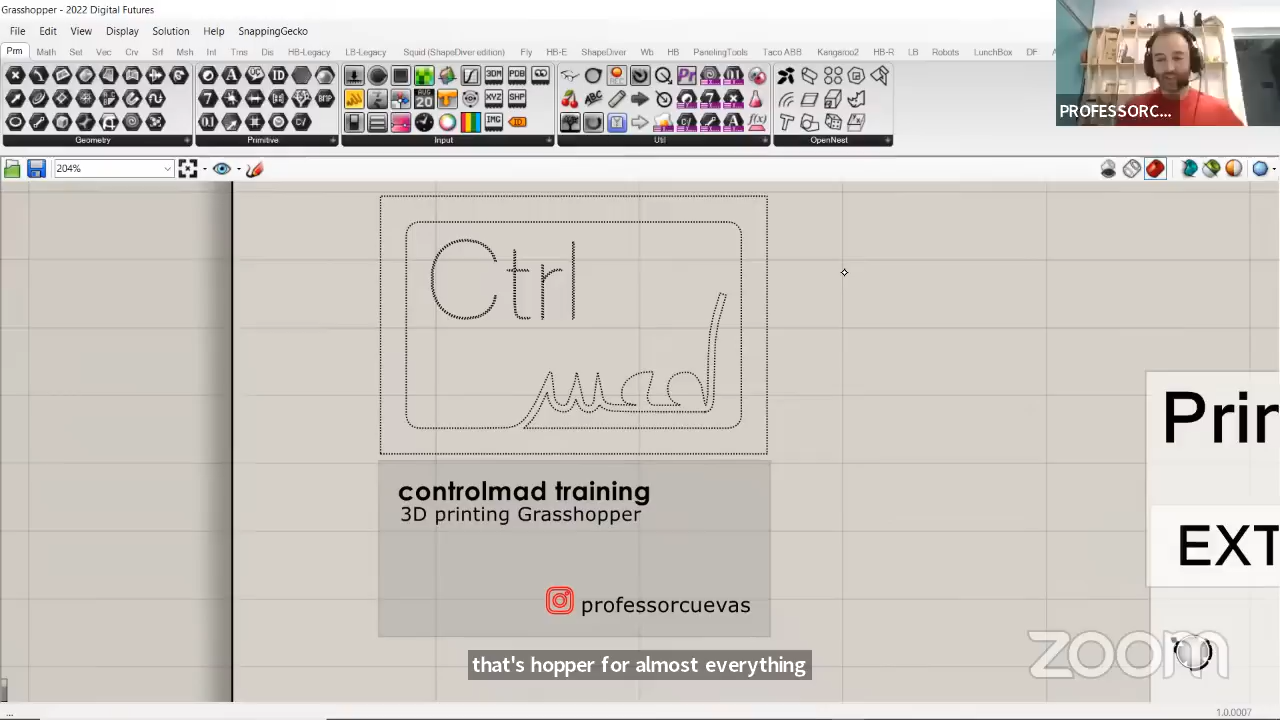 Grasshopper - 2022 Digital Futures
File Edit View Display Solution Help SnappingGecko
Prm Math Set Vec Crv Srf Msh Int Trns Dis HB-Legacy LB-Legacy Squid (ShapeDiver edition) Fly HB-E ShapeDiver Wb HB PanelingTools Taco ABB Kangaroo2 HB-R LB Robots LunchBox DF
Geometry Primitive Input Util OpenNest
PROFESSORC...
204%
Ctrl
mad
controlmad training
3D printing Grasshopper
professorcuevas
Prin
EXT
that's hopper for almost everything
zoom
...
1.0.0007